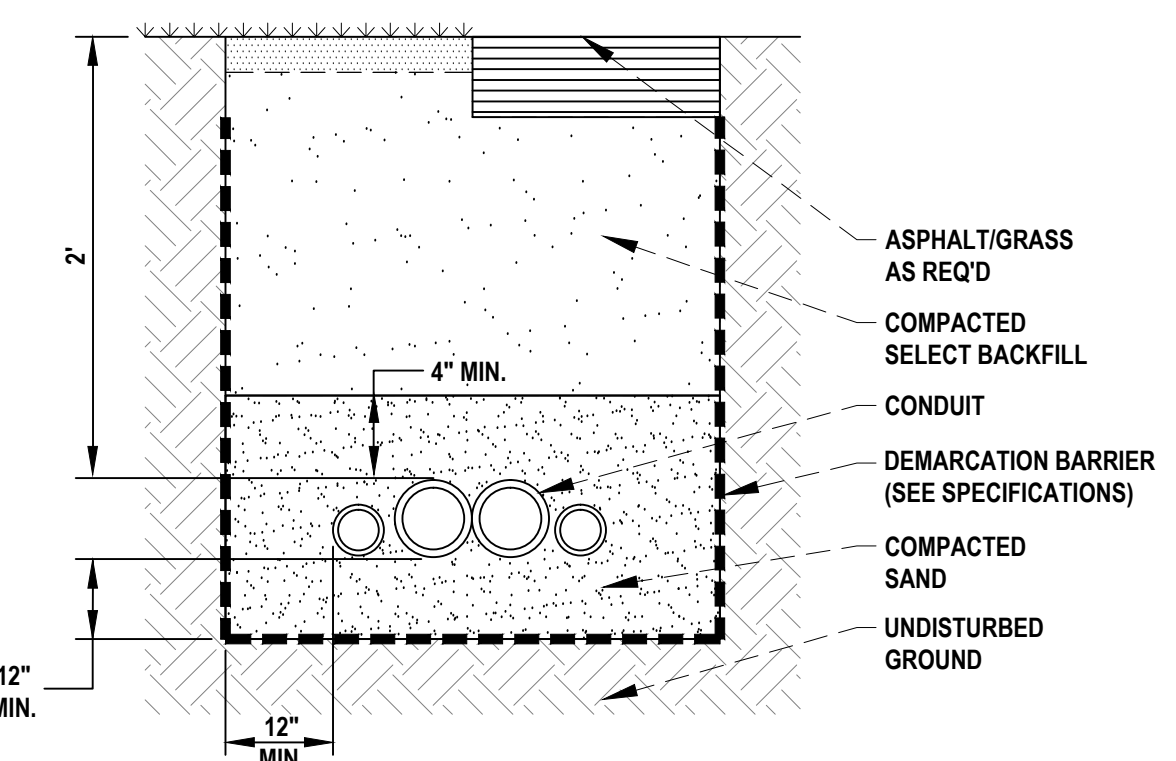 2'
4" MIN.
ASPHALT/GRASS
AS REQ'D
COMPACTED
SELECT BACKFILL
CONDUIT
DEMARCATION BARRIER
(SEE SPECIFICATIONS)
COMPACTED
SAND
UNDISTURBED
GROUND
12"
MIN.
12"
MIN